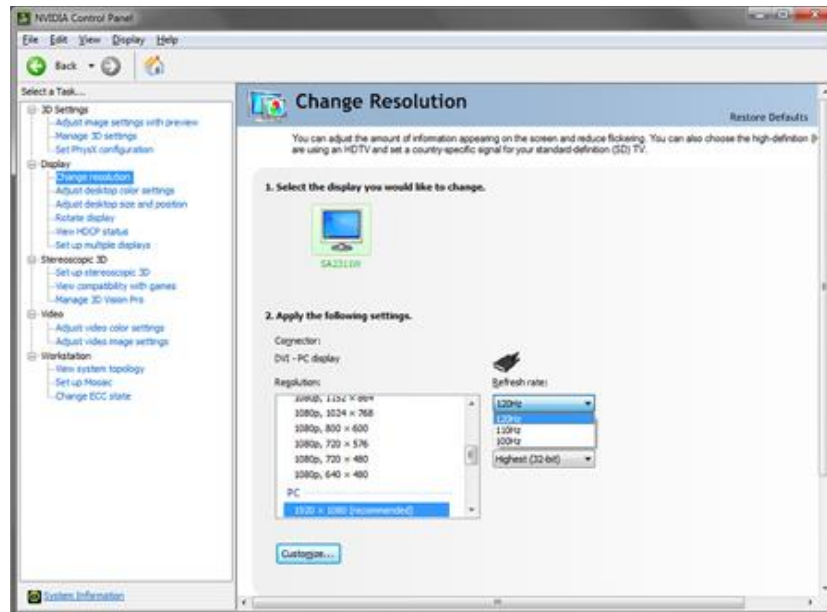 NVIDIA Control Panel
File Edit View Display Help
Back
Select a Task...
3D Settings
Adjust image settings with preview
Manage 3D settings
Set PhysX configuration
Display
Change resolution
Adjust desktop color settings
Adjust desktop size and position
Rotate display
View HDCP status
Set up multiple displays
Stereoscopic 3D
Set up stereoscopic 3D
View compatibility with games
Manage 3D Vision Pro
Video
Adjust video color settings
Adjust video image settings
Workstation
View system topology
Set up Mosaic
Change ECC state
System Information
Change Resolution
Restore Defaults
You can adjust the amount of information appearing on the screen and reduce flickering. You can also choose the high-definition
are using an HDTV and set a country-specific signal for your standard-definition (SD) TV.
1. Select the display you would like to change.
SA2311W
2. Apply the following settings.
Connector:
DVI - PC display
Resolution:
1080p, 1152 × 864
1080p, 1024 × 768
1080p, 800 × 600
1080p, 720 × 576
1080p, 720 × 480
1080p, 640 × 480
PC
1920 × 1080 (recommended)
Refresh rate:
120Hz
120Hz
110Hz
100Hz
Highest (32-bit)
Customize...